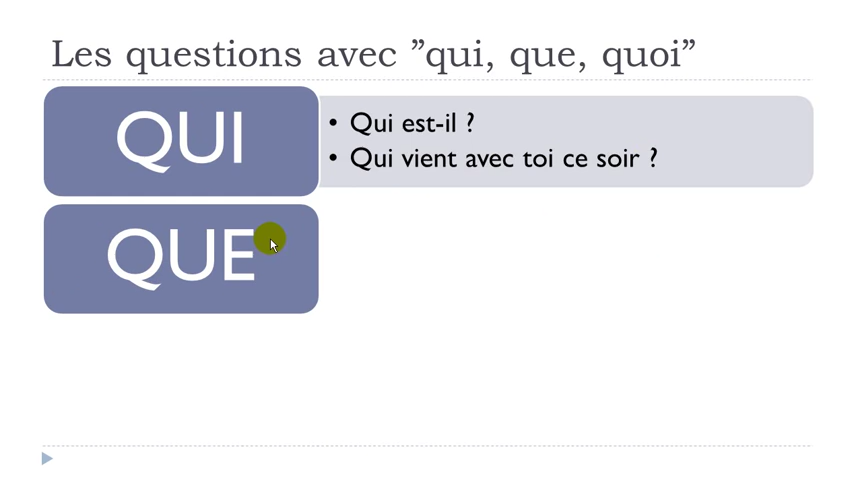 Les questions avec ”qui, que, quoi”
QUI
• Qui est-il ?
• Qui vient avec toi ce soir ?
QUE